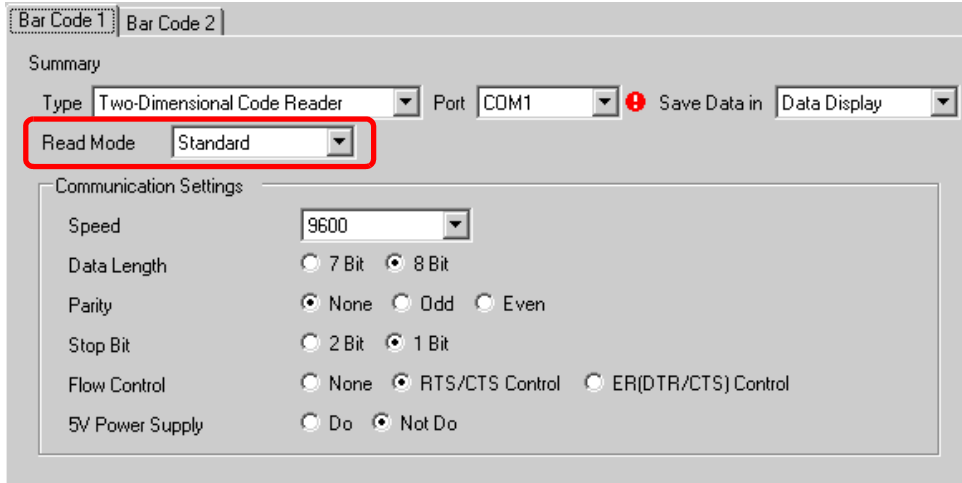 Bar Code 1 Bar Code 2
Summary
Type Two-Dimensional Code Reader Port COM1 Save Data in Data Display
Read Mode Standard
Communication Settings
Speed 9600
Data Length 7 Bit 8 Bit
Parity None Odd Even
Stop Bit 2 Bit 1 Bit
Flow Control None RTS/CTS Control ER(DTR/CTS) Control
5V Power Supply Do Not Do